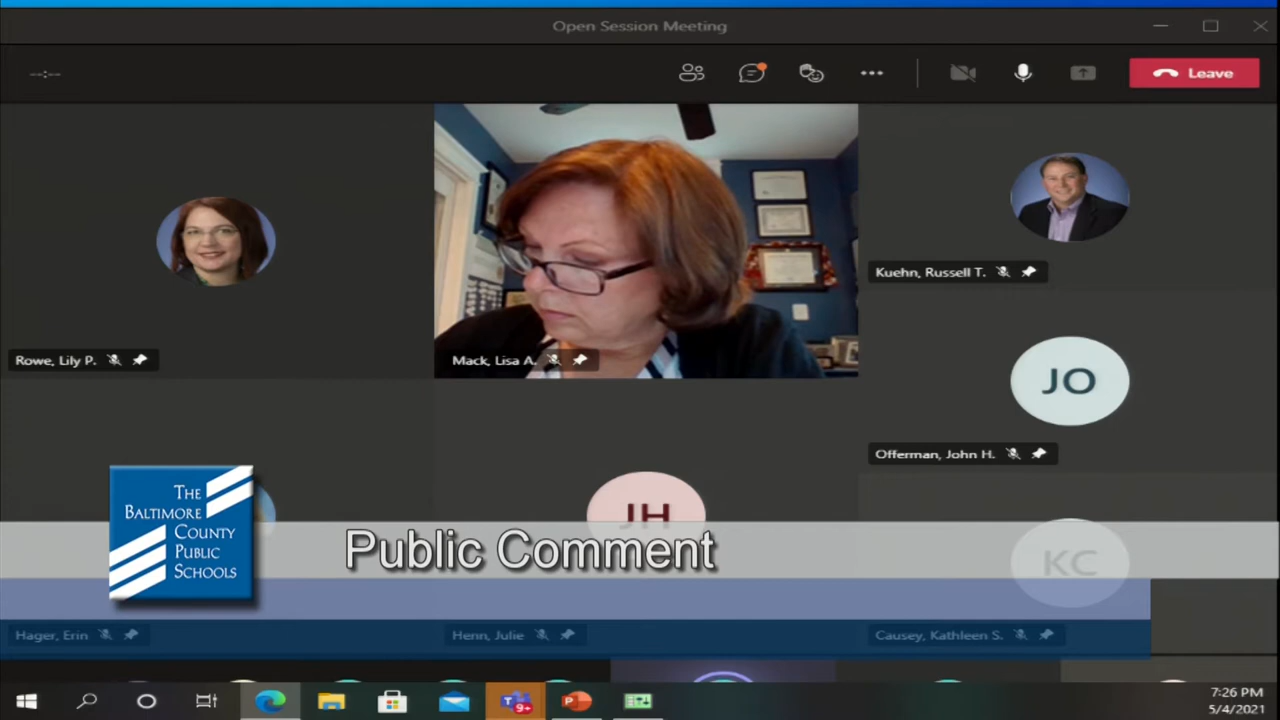 Open Session Meeting
Leave
Rowe, Lily P.
Mack, Lisa A.
Kuehn, Russell T.
JO
Offerman, John H.
JH
KC
THE
BALTIMORE
COUNTY
PUBLIC
SCHOOLS
Public Comment
Hager, Erin
Henn, Julie
Causey, Kathleen S.
9+
7:26 PM
5/4/2021